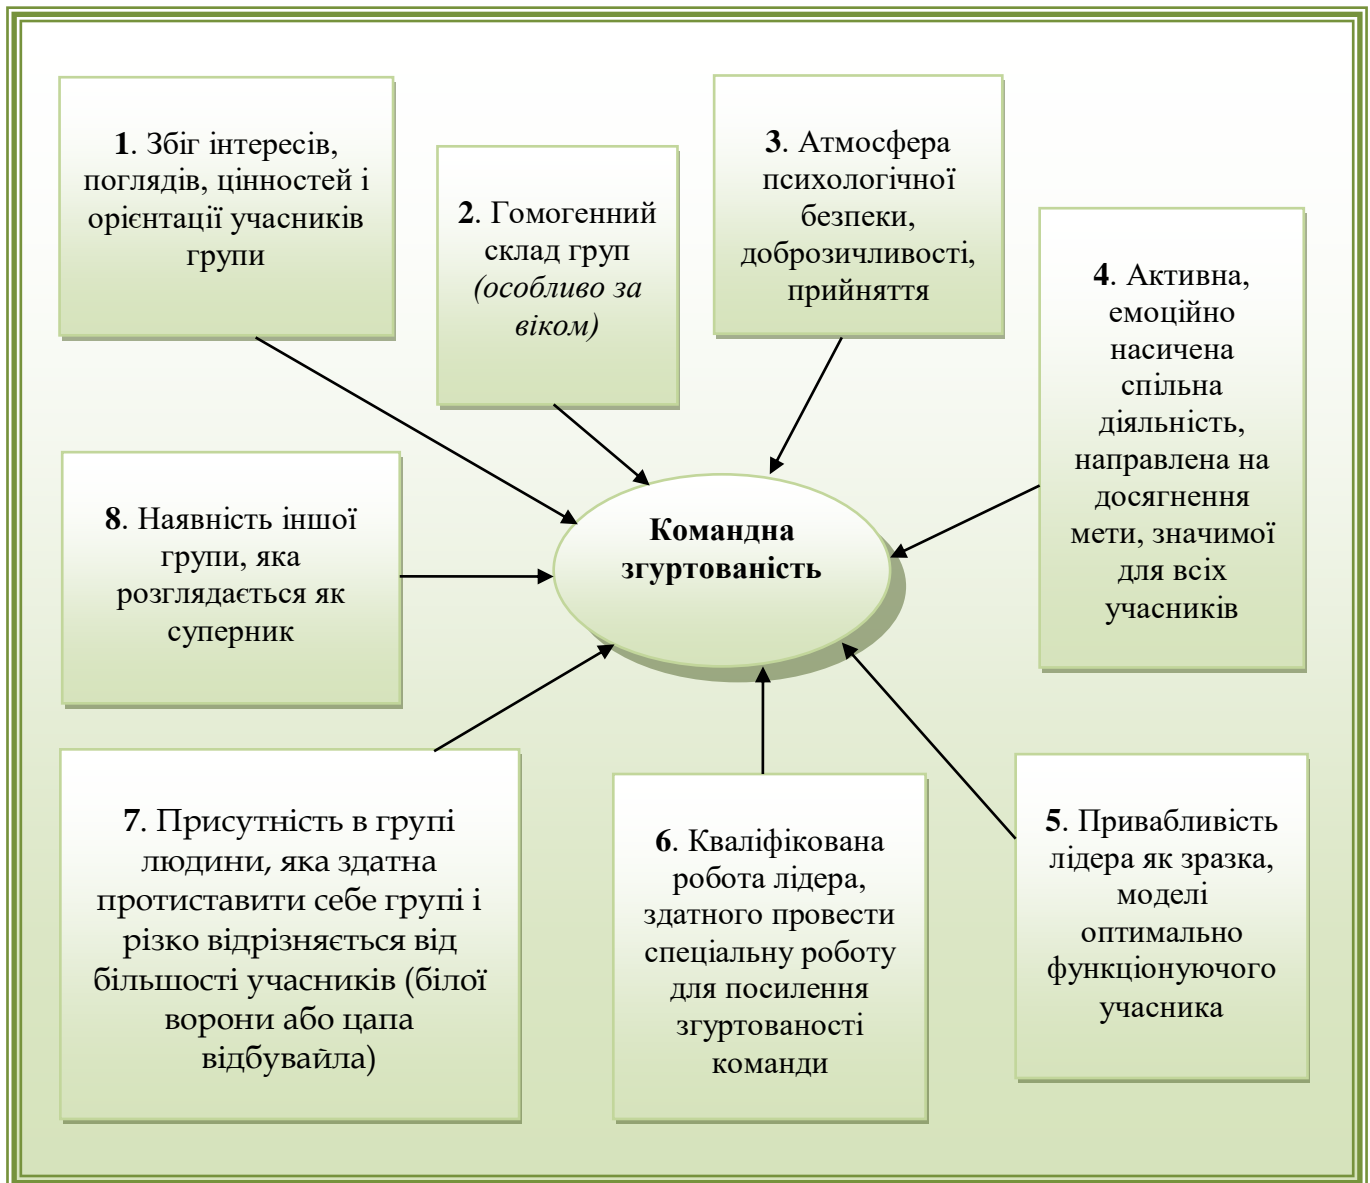 1. Збіг інтересів,
поглядів, цінностей і
орієнтації учасників
групи
2. Гомогенний
склад груп
(особливо за
віком)
3. Атмосфера
психологічної
безпеки,
доброзичливості,
прийняття
4. Активна,
емоційно
насичена
спільна
діяльність,
направлена на
досягнення
мети, значимої
для всіх
учасників
8. Наявність іншої
групи, яка
розглядається як
суперник
Командна
згуртованість
7. Присутність в групі
людини, яка здатна
протиставити себе групі і
різко відрізняється від
більшості учасників (білої
ворони або цапа
відбувайла)
6. Кваліфікована
робота лідера,
здатного провести
спеціальну роботу
для посилення
згуртованості
команди
5. Привабливість
лідера як зразка,
моделі
оптимально
функціонуючого
учасника